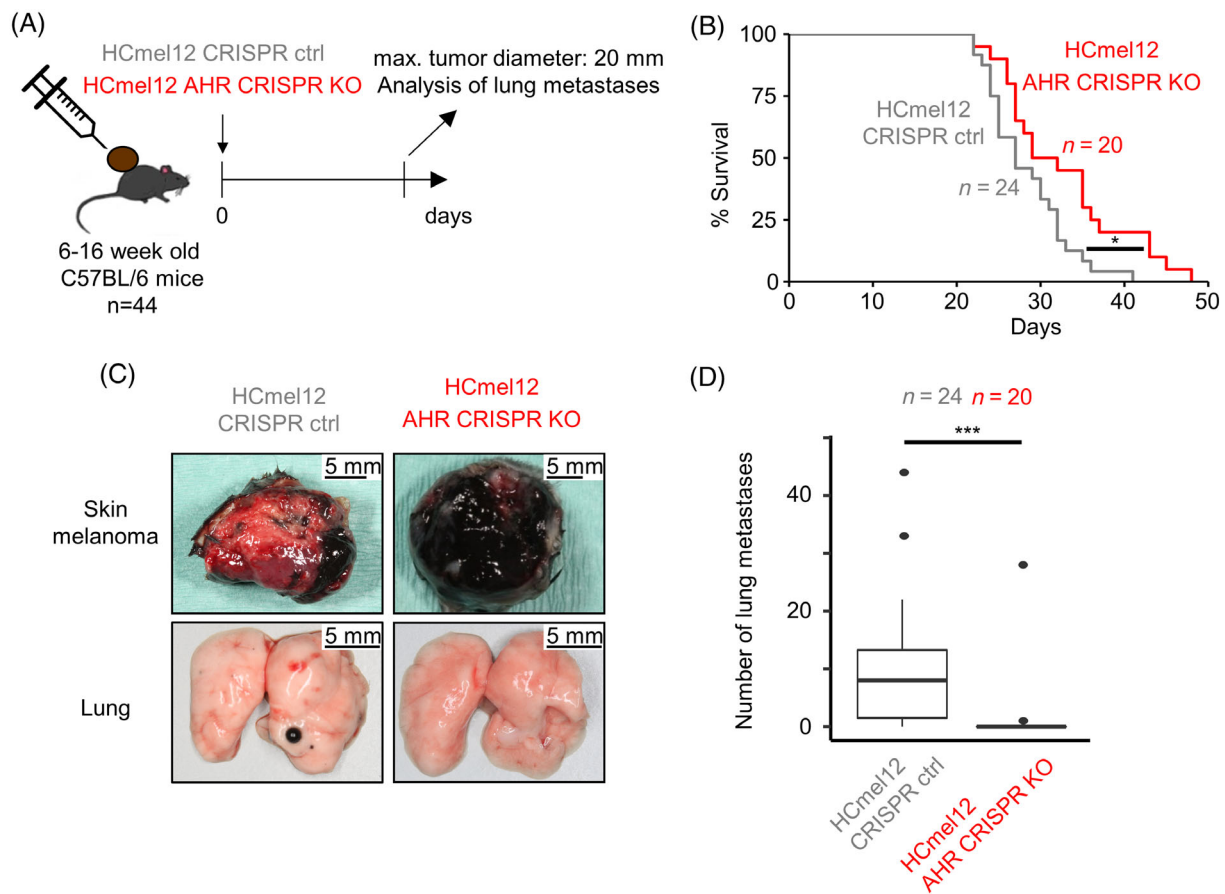 (A)
HCmel12 CRISPR ctrl
HCmel12 AHR CRISPR KO
max. tumor diameter: 20 mm
Analysis of lung metastases
0
days
6-16 week old
C57BL/6 mice
n=44
(B)
% Survival
100
75
50
25
0
0 10 20 30 40 50
Days
HCmel12
AHR CRISPR KO
HCmel12
CRISPR ctrl
n = 20
n = 24
*
(C)
HCmel12
CRISPR ctrl
HCmel12
AHR CRISPR KO
Skin
melanoma
5 mm
5 mm
Lung
5 mm
5 mm
(D)
n = 24 n = 20
***
Number of lung metastases
40
20
0
HCmel12
CRISPR ctrl
HCmel12
AHR CRISPR KO